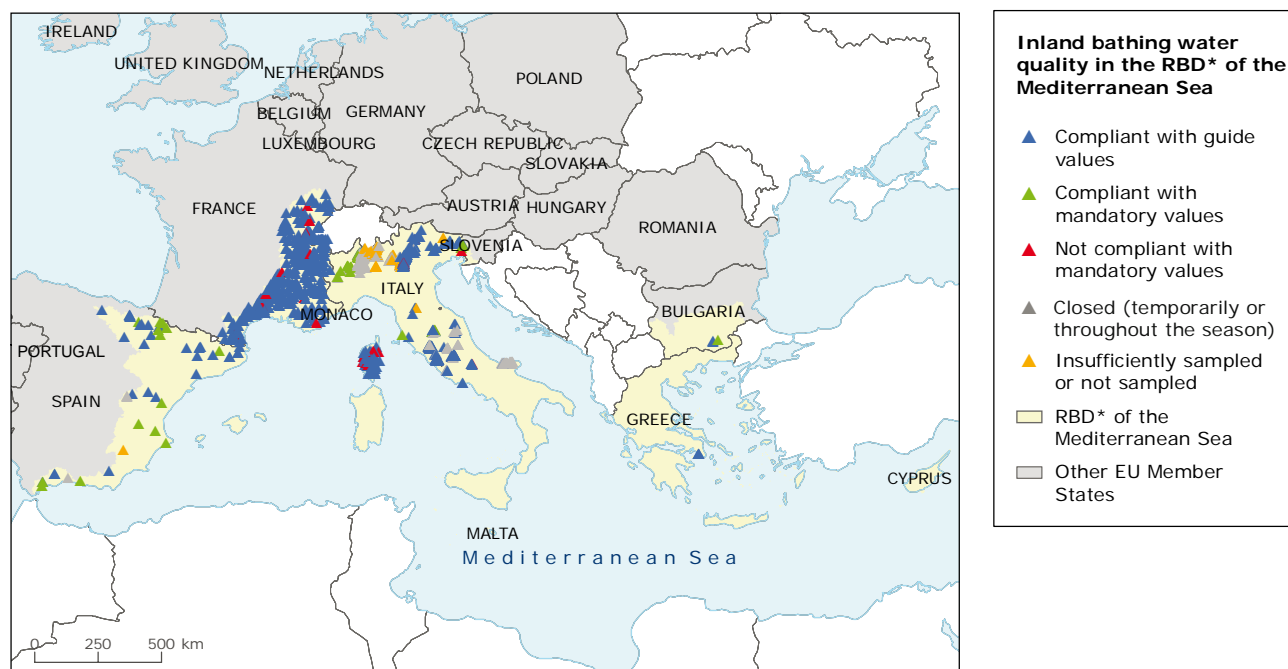 IRELAND
UNITED KINGDOM
NETHERLANDS
POLAND
BELGIUM
GERMANY
LUXEMBOURG
CZECH REPUBLIC
SLOVAKIA
FRANCE
AUSTRIA
HUNGARY
ROMANIA
SLOVENIA
ITALY
MONACO
BULGARIA
PORTUGAL
SPAIN
GREECE
CYPRUS
MALTA
Mediterranean Sea
0 250 500 km
Inland bathing water
quality in the RBD* of the
Mediterranean Sea
Compliant with guide
values
Compliant with
mandatory values
Not compliant with
mandatory values
Closed (temporarily or
throughout the season)
Insufficiently sampled
or not sampled
RBD* of the
Mediterranean Sea
Other EU Member
States